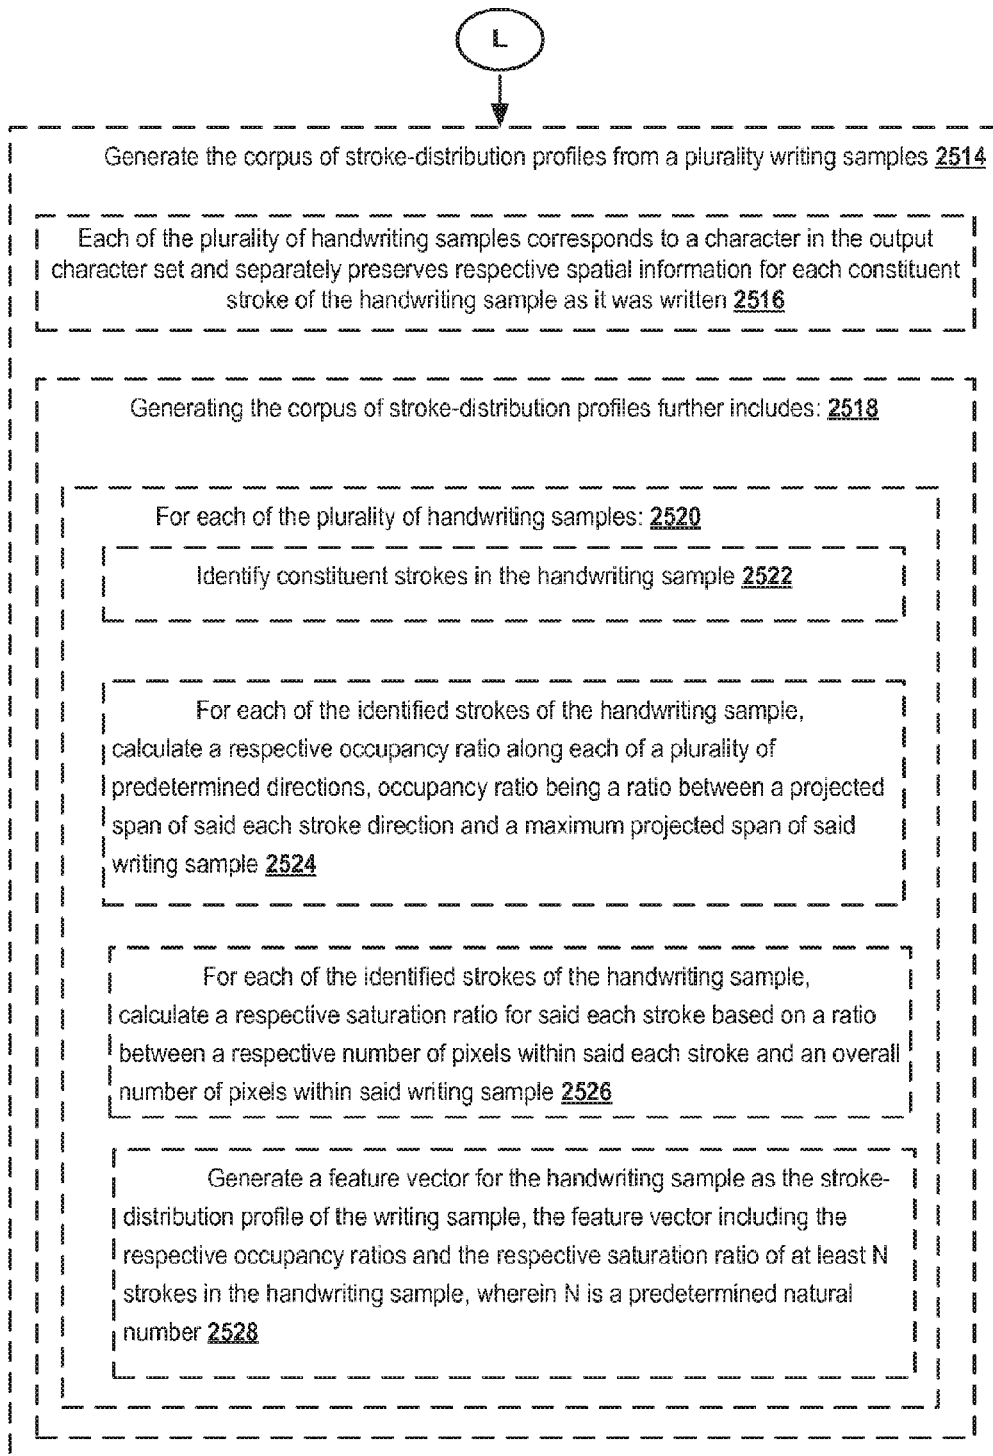 L
Generate the corpus of stroke-distribution profiles from a plurality writing samples 2514
Each of the plurality of handwriting samples corresponds to a character in the output
character set and separately preserves respective spatial information for each constituent
stroke of the handwriting sample as it was written 2516
Generating the corpus of stroke-distribution profiles further includes: 2518
For each of the plurality of handwriting samples: 2520
Identify constituent strokes in the handwriting sample 2522
For each of the identified strokes of the handwriting sample,
calculate a respective occupancy ratio along each of a plurality of
predetermined directions, occupancy ratio being a ratio between a projected
span of said each stroke direction and a maximum projected span of said
writing sample 2524
For each of the identified strokes of the handwriting sample,
calculate a respective saturation ratio for said each stroke based on a ratio
between a respective number of pixels within said each stroke and an overall
number of pixels within said writing sample 2526
Generate a feature vector for the handwriting sample as the stroke-
distribution profile of the writing sample, the feature vector including the
respective occupancy ratios and the respective saturation ratio of at least N
strokes in the handwriting sample, wherein N is a predetermined natural
number 2528